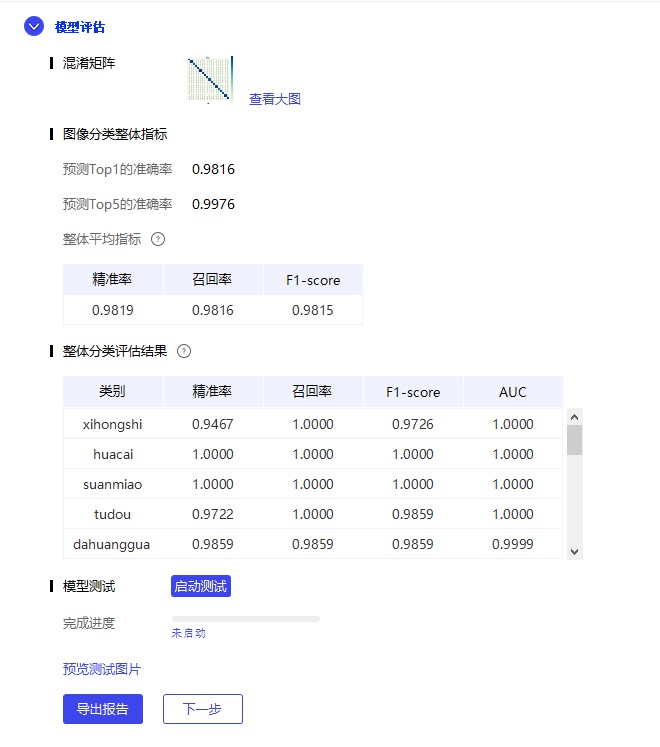 模型评估
混淆矩阵
查看大图
图像分类整体指标
预测Top1的准确率 0.9816
预测Top5的准确率 0.9976
整体平均指标 ?
精准率 召回率 F1-score
0.9819 0.9816 0.9815
整体分类评估结果 ?
类别 精准率 召回率 F1-score AUC
xihongshi 0.9467 1.0000 0.9726 1.0000
huacai 1.0000 1.0000 1.0000 1.0000
suanmiao 1.0000 1.0000 1.0000 1.0000
tudou 0.9722 1.0000 0.9859 1.0000
dahuanggua 0.9859 0.9859 0.9859 0.9999
模型测试 启动测试
完成进度
未启动
预览测试图片
导出报告 下一步